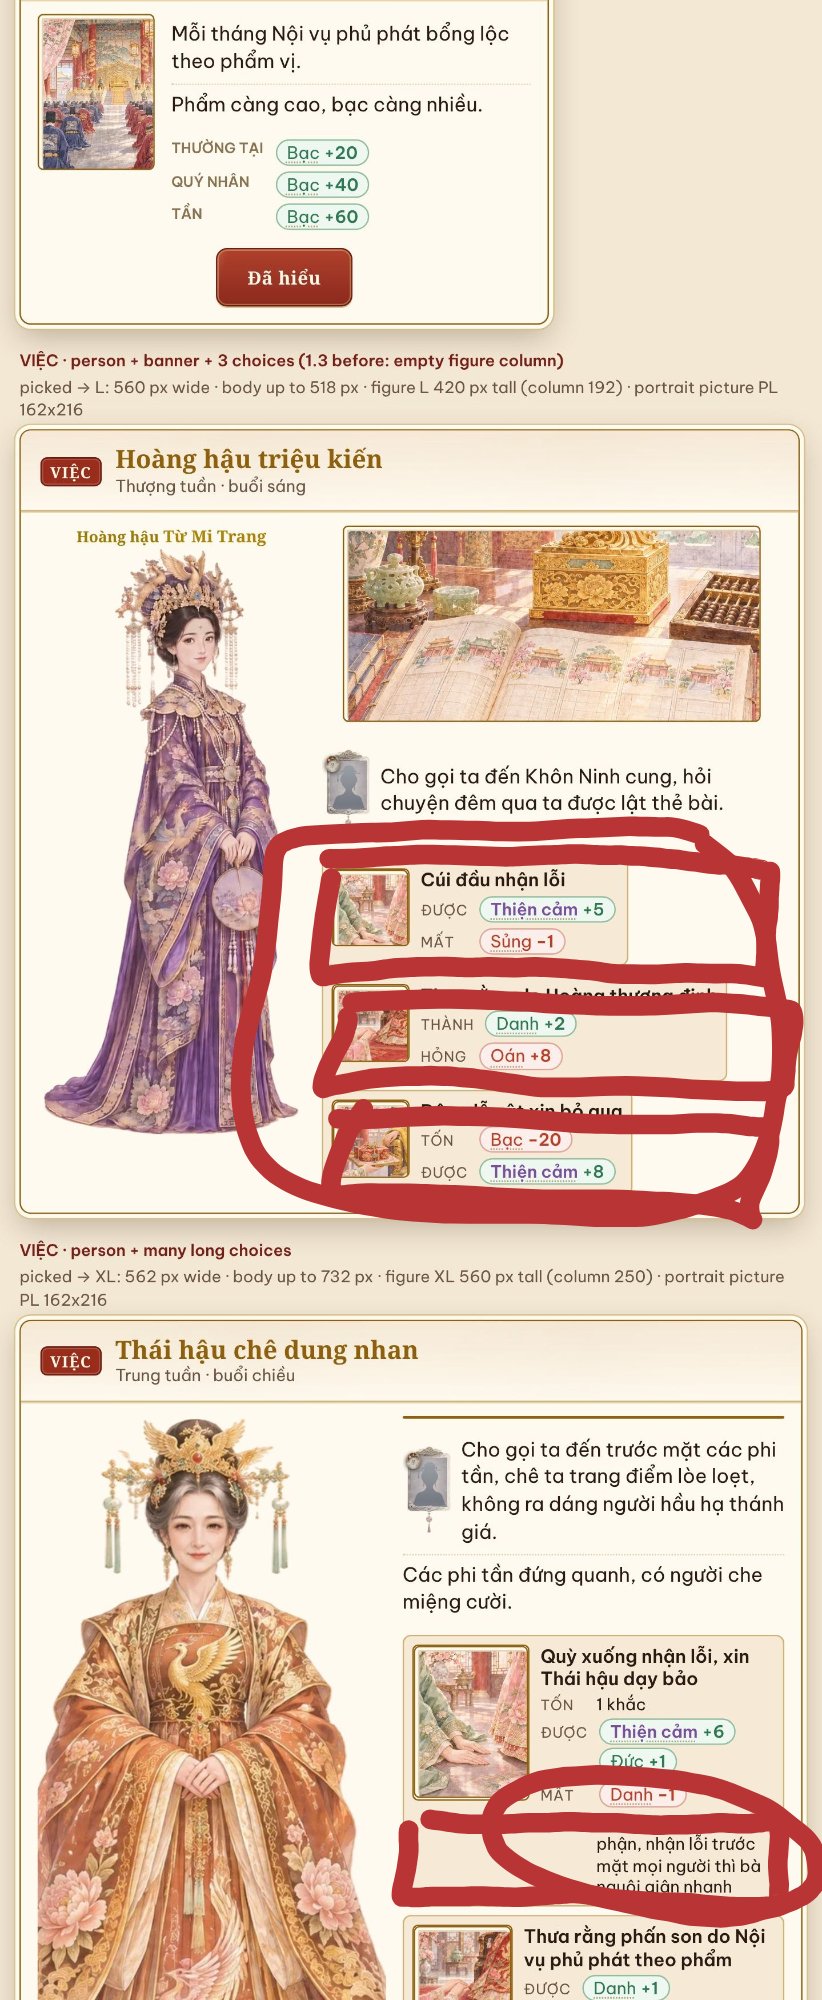 Mỗi tháng Nội vụ phủ phát bổng lộc
theo phẩm vị.
Phẩm càng cao, bạc càng nhiều.
THƯỜNG TẠI Bạc +20
QUÝ NHÂN Bạc +40
TẦN Bạc +60
Đã hiểu
VIỆC · person + banner + 3 choices (1.3 before: empty figure column)
picked → L: 560 px wide · body up to 518 px · figure L 420 px tall (column 192) · portrait picture PL
162x216
VIỆC
Hoàng hậu triệu kiến
Thượng tuần · buổi sáng
Hoàng hậu Từ Mi Trang
Cho gọi ta đến Khôn Ninh cung, hỏi
chuyện đêm qua ta được lật thẻ bài.
Cúi đầu nhận lỗi
ĐƯỢC Thiện cảm +5
MẤT Sủng −1
Hoàng thượng định
THÀNH Danh +2
HỎNG Oán +8
xin bỏ qua
TỐN Bạc −20
ĐƯỢC Thiện cảm +8
VIỆC · person + many long choices
picked → XL: 562 px wide · body up to 732 px · figure XL 560 px tall (column 250) · portrait picture
PL 162x216
VIỆC
Thái hậu chê dung nhan
Trung tuần · buổi chiều
Cho gọi ta đến trước mặt các phi
tần, chê ta trang điểm lòe loẹt,
không ra dáng người hầu hạ thánh
giá.
Các phi tần đứng quanh, có người che
miệng cười.
Quỳ xuống nhận lỗi, xin
Thái hậu dạy bảo
TỐN 1 khắc
ĐƯỢC Thiện cảm +6
Đức +1
MẤT Danh −1
phận, nhận lỗi trước
mặt mọi người thì bà
nguôi giận nhanh
Thưa rằng phấn son do Nội
vụ phủ phát theo phẩm
ĐƯỢC Danh +1